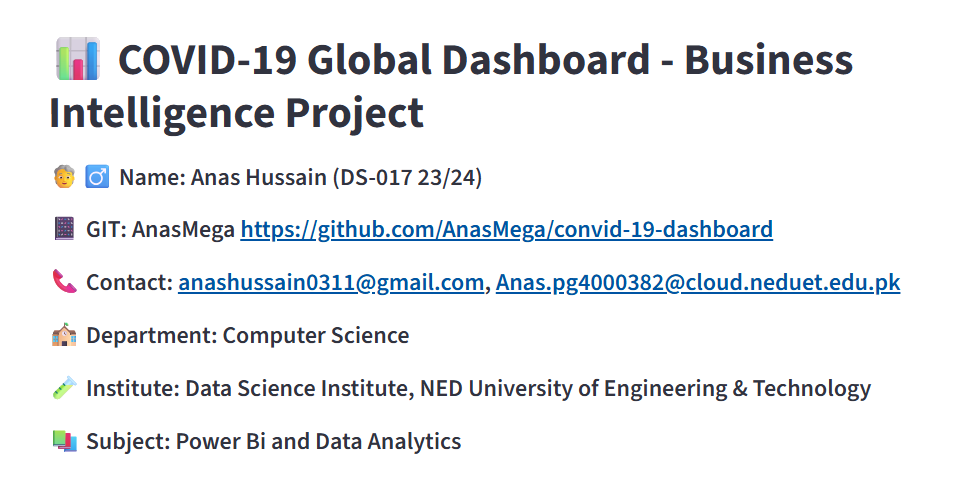 COVID-19 Global Dashboard - Business
Intelligence Project
Name: Anas Hussain (DS-017 23/24)
GIT: AnasMega https://github.com/AnasMega/convid-19-dashboard
Contact: anashussain0311@gmail.com, Anas.pg4000382@cloud.neduet.edu.pk
Department: Computer Science
Institute: Data Science Institute, NED University of Engineering & Technology
Subject: Power Bi and Data Analytics